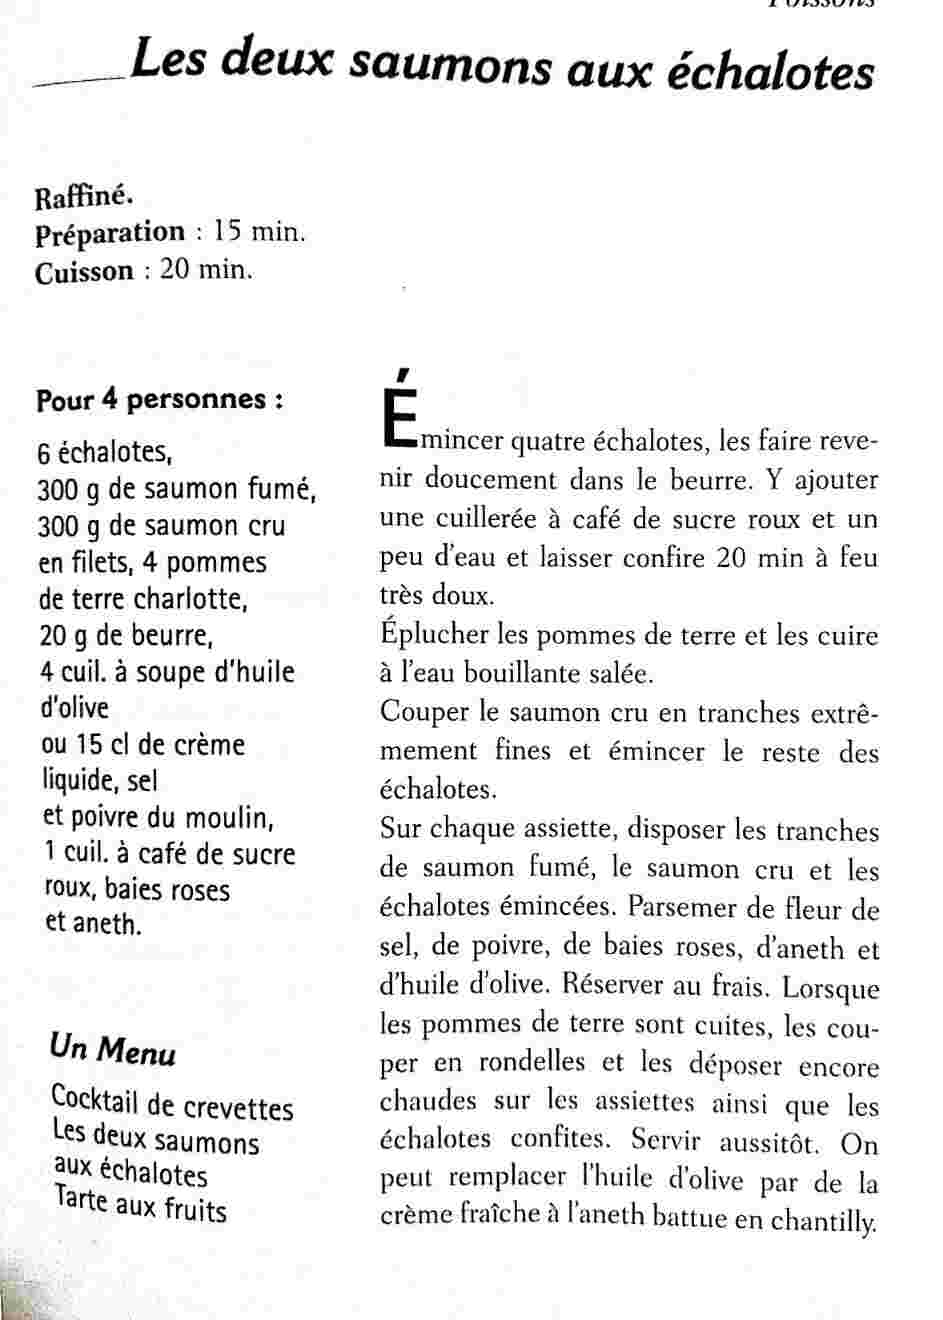 Poissons
Les deux saumons aux échalotes
Raffiné.
Préparation : 15 min.
Cuisson : 20 min.
Pour 4 personnes :
6 échalotes,
300 g de saumon fumé,
300 g de saumon cru
en filets, 4 pommes
de terre charlotte,
20 g de beurre,
4 cuil. à soupe d'huile
d'olive
ou 15 cl de crème
liquide, sel
et poivre du moulin,
1 cuil. à café de sucre
roux, baies roses
et aneth.
Un Menu
Cocktail de crevettes
Les deux saumons
aux échalotes
Tarte aux fruits
Émincer quatre échalotes, les faire reve-
nir doucement dans le beurre. Y ajouter
une cuillerée à café de sucre roux et un
peu d'eau et laisser confire 20 min à feu
très doux.
Éplucher les pommes de terre et les cuire
à l'eau bouillante salée.
Couper le saumon cru en tranches extrê-
mement fines et émincer le reste des
échalotes.
Sur chaque assiette, disposer les tranches
de saumon fumé, le saumon cru et les
échalotes émincées. Parsemer de fleur de
sel, de poivre, de baies roses, d'aneth et
d'huile d'olive. Réserver au frais. Lorsque
les pommes de terre sont cuites, les cou-
per en rondelles et les déposer encore
chaudes sur les assiettes ainsi que les
échalotes confites. Servir aussitôt. On
peut remplacer l'huile d'olive par de la
crème fraîche à l'aneth battue en chantilly.